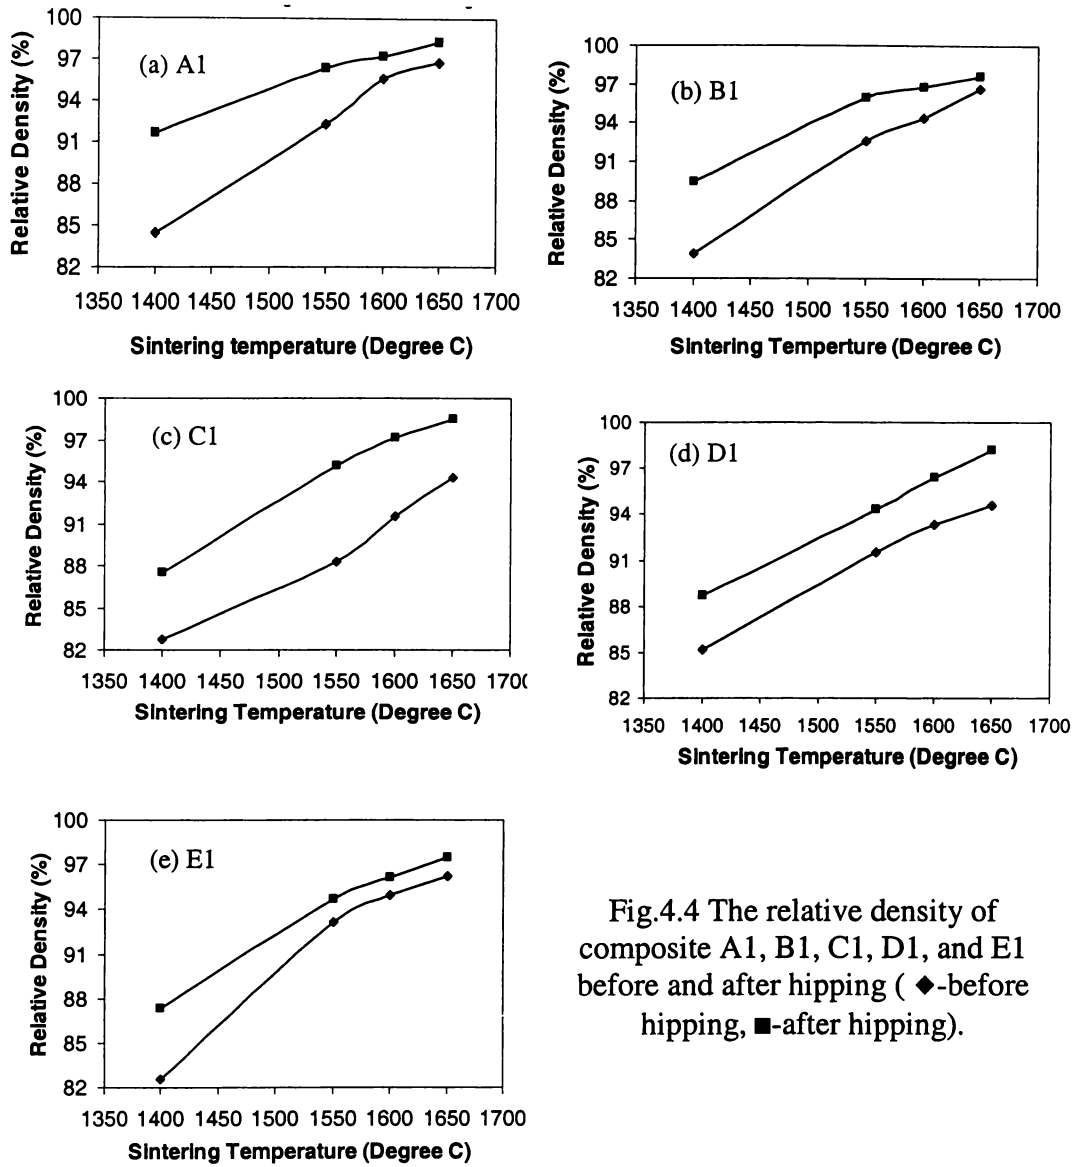 100
97
94
91
88
85
82
Relative Density (%)
(a) A1
1350 1400 1450 1500 1550 1600 1650 1700
Sintering temperature (Degree C)
100
97
94
91
88
85
82
Relative Density (%)
(b) B1
1350 1400 1450 1500 1550 1600 1650 1700
Sintering Temperture (Degree C)
100
97
94
91
88
85
82
Relative Density (%)
(c) C1
1350 1400 1450 1500 1550 1600 1650
Sintering Temperature (Degree C)
100
97
94
91
88
85
82
Relative Density (%)
(d) D1
1350 1400 1450 1500 1550 1600 1650 1700
Sintering Temperature (Degree C)
100
97
94
91
88
85
82
Relative Density (%)
(e) E1
1350 1400 1450 1500 1550 1600 1650 1700
Sintering Temperature (Degree C)
Fig.4.4 The relative density of
composite A1, B1, C1, D1, and E1
before and after hipping ( ◆-before
hipping, ■-after hipping).